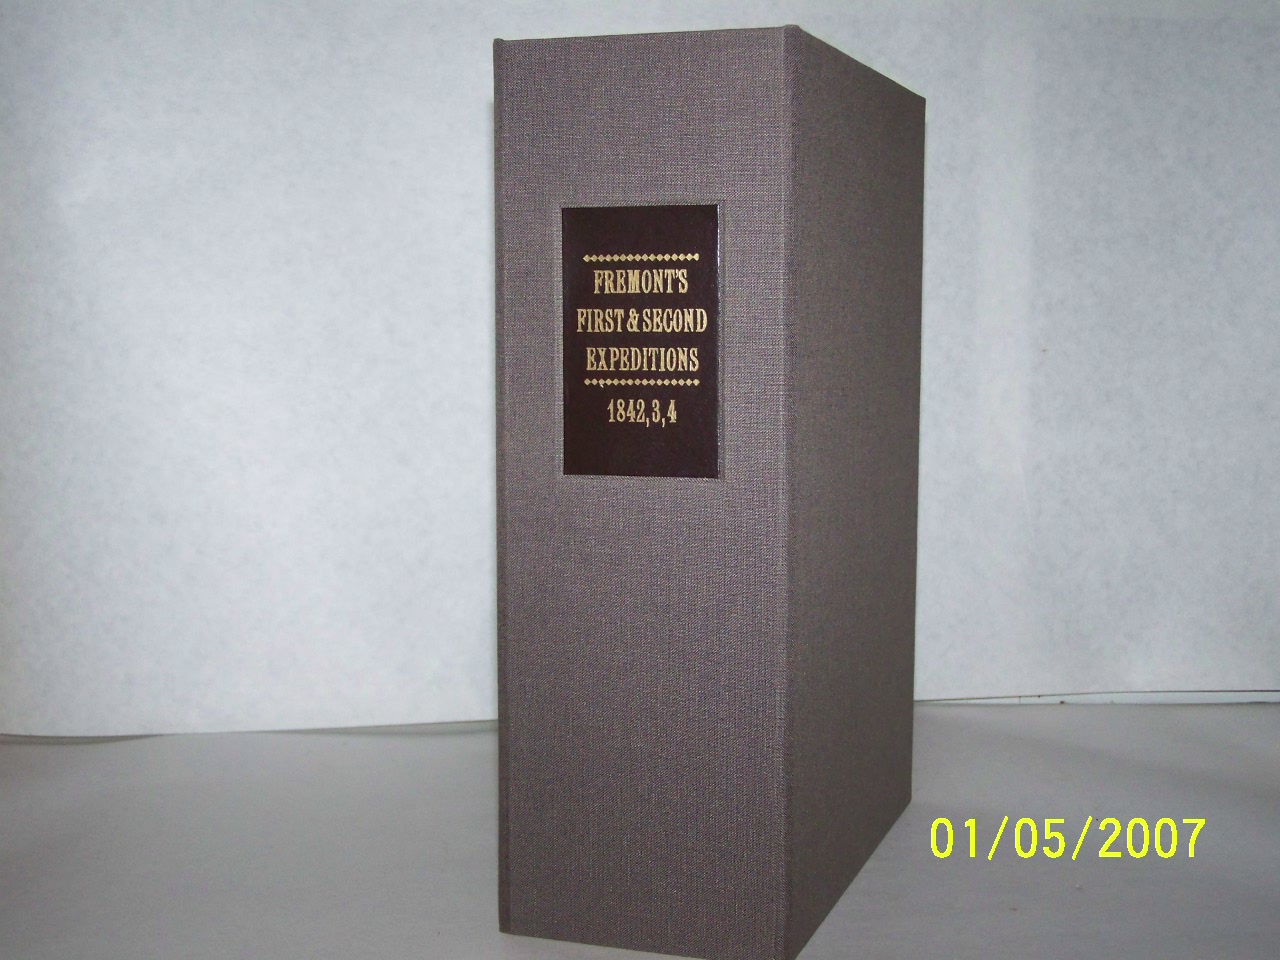 FREMONT'S
FIRST & SECOND
EXPEDITIONS
1842,3,4
01/05/2007